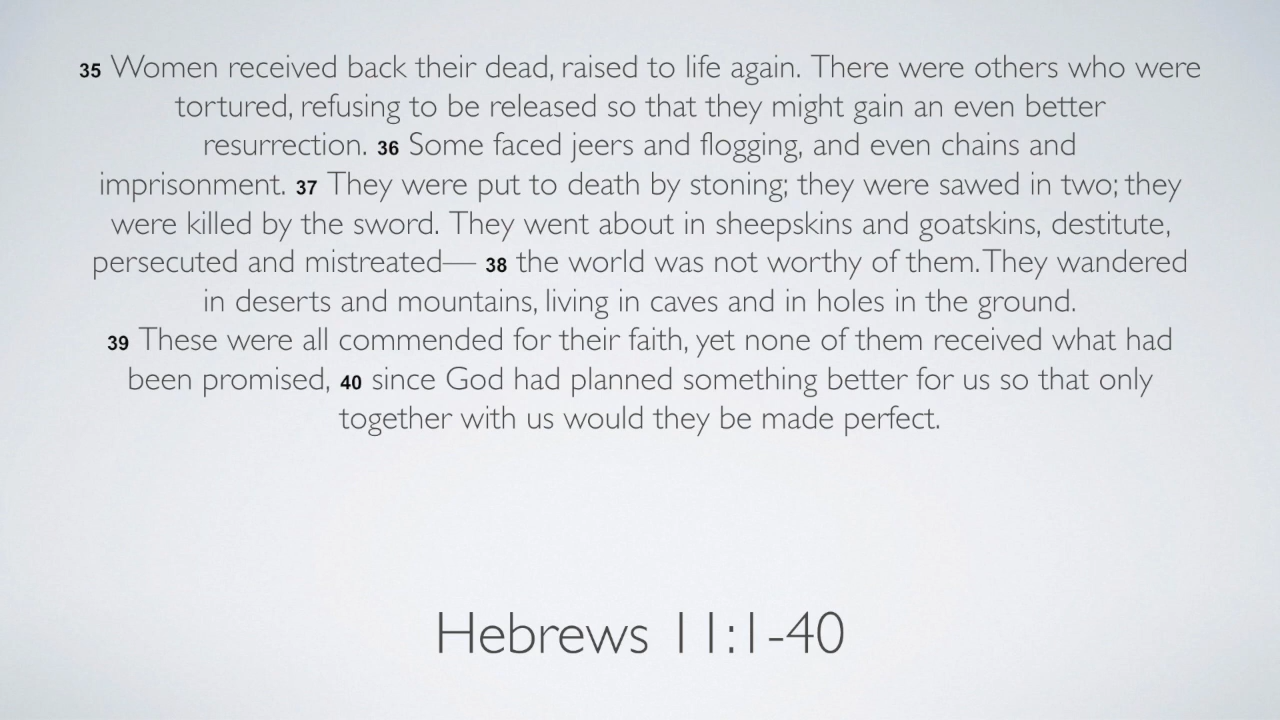 35 Women received back their dead, raised to life again. There were others who were
tortured, refusing to be released so that they might gain an even better
resurrection. 36 Some faced jeers and flogging, and even chains and
imprisonment. 37 They were put to death by stoning; they were sawed in two; they
were killed by the sword. They went about in sheepskins and goatskins, destitute,
persecuted and mistreated— 38 the world was not worthy of them. They wandered
in deserts and mountains, living in caves and in holes in the ground.
39 These were all commended for their faith, yet none of them received what had
been promised, 40 since God had planned something better for us so that only
together with us would they be made perfect.
Hebrews 11:1-40